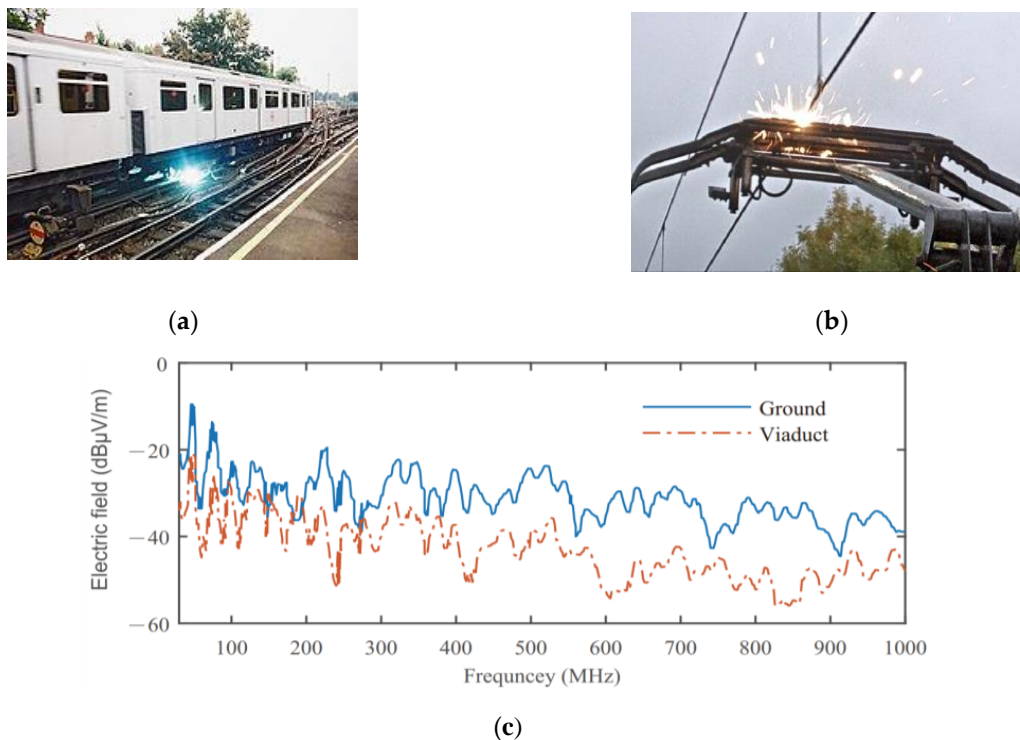 (a)
(b)
0
−20
−40
−60
Electric field (dBµV/m)
Ground
Viaduct
100 200 300 400 500 600 700 800 900 1000
Frequncey (MHz)
(c)